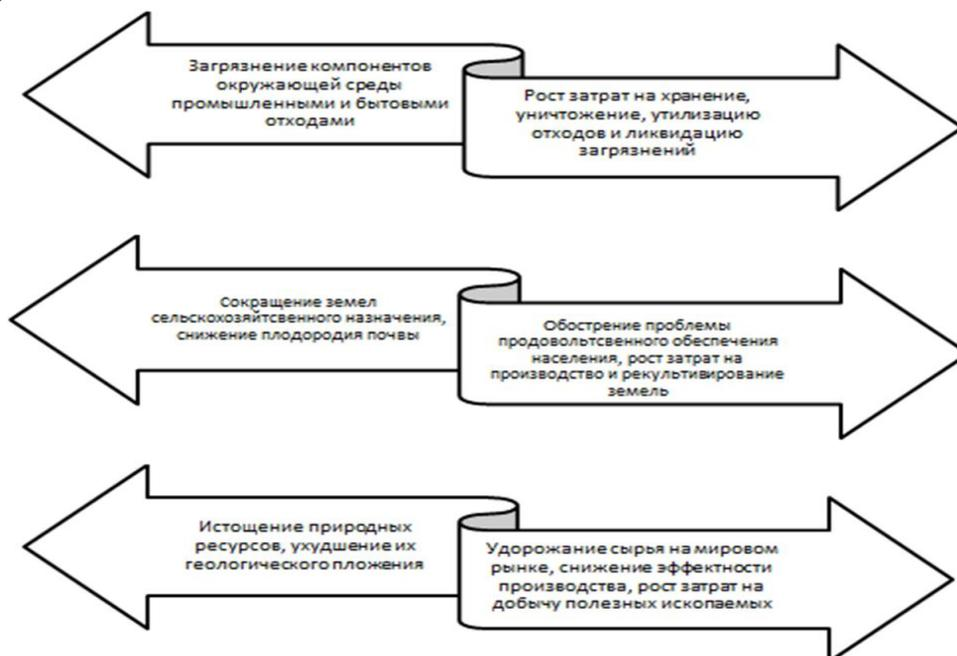 Загрязнение компонентов
окружающей среды
промышленными и бытовыми
отходами
Рост затрат на хранение,
уничтожение, утилизацию
отходов и ликвидацию
загрязнений
Сокращение земел
сельскохозяйтсвенного назначения,
снижение плодородия почвы
Обострение проблемы
продовольтсвенного обеспечения
населения, рост затрат на
производство и рекультивирование
земель
Истощение природных
ресурсов, ухудшение их
геологического пложения
Удорожание сырья на мировом
рынке, снижение эффектности
производства, рост затрат на
добычу полезных ископаемых